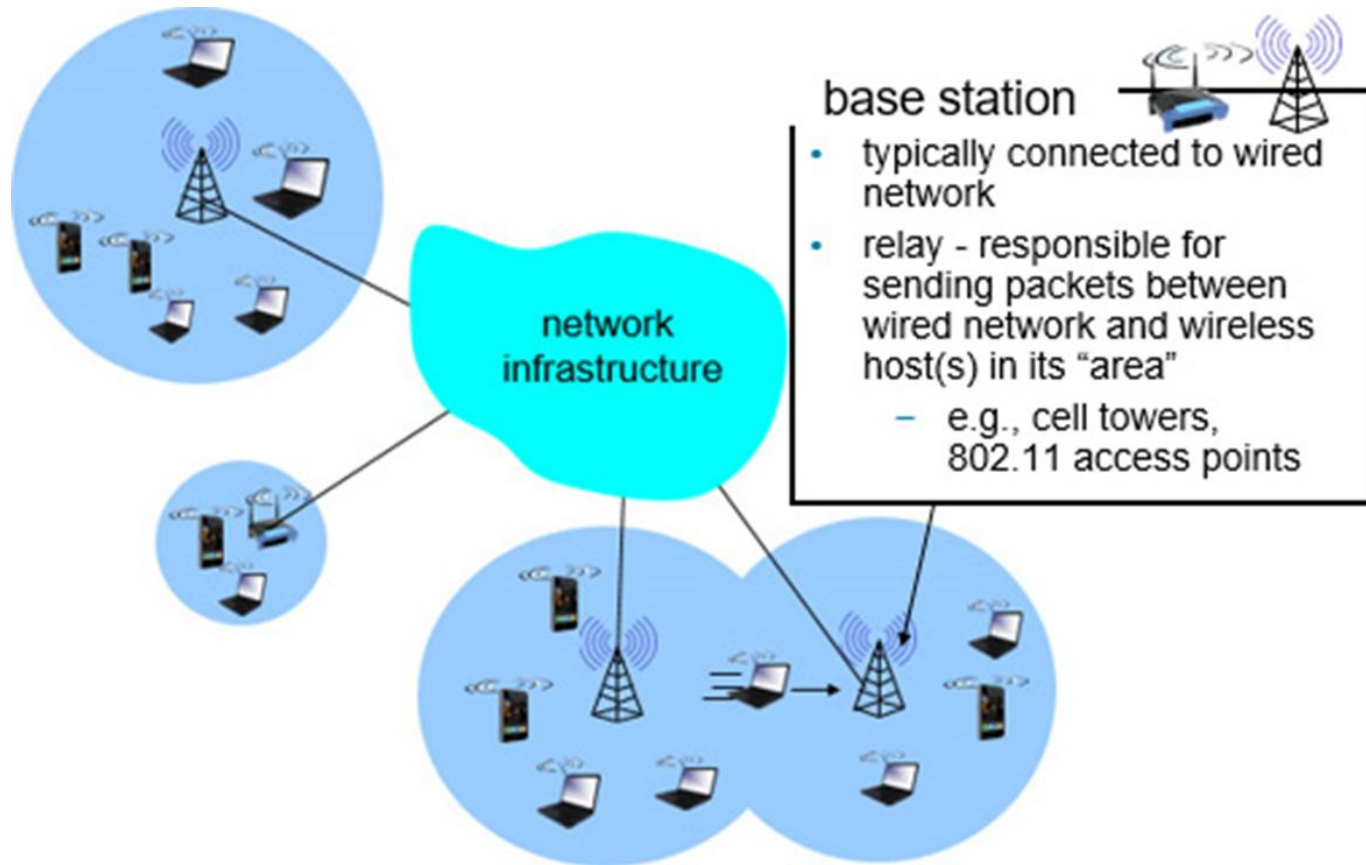 base station
• typically connected to wired
network
• relay - responsible for
sending packets between
wired network and wireless
host(s) in its “area”
– e.g., cell towers,
802.11 access points
network
infrastructure